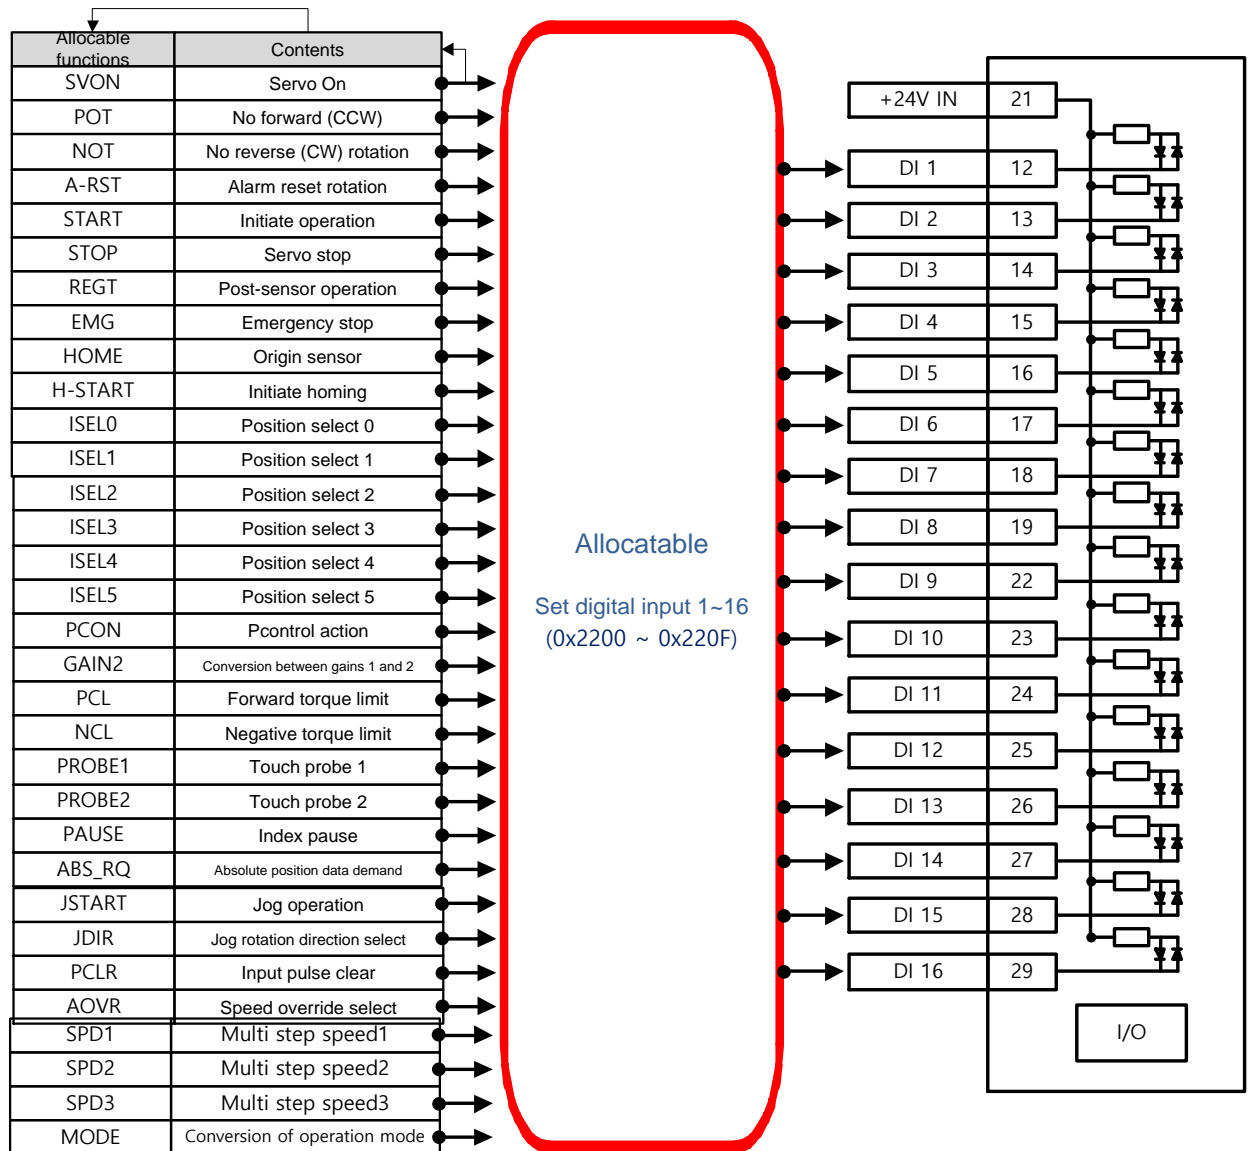 Allocable functions Contents
SVON Servo On
POT No forward (CCW)
NOT No reverse (CW) rotation
A-RST Alarm reset rotation
START Initiate operation
STOP Servo stop
REGT Post-sensor operation
EMG Emergency stop
HOME Origin sensor
H-START Initiate homing
ISEL0 Position select 0
ISEL1 Position select 1
ISEL2 Position select 2
ISEL3 Position select 3
ISEL4 Position select 4
ISEL5 Position select 5
PCON Pcontrol action
GAIN2 Conversion between gains 1 and 2
PCL Forward torque limit
NCL Negative torque limit
PROBE1 Touch probe 1
PROBE2 Touch probe 2
PAUSE Index pause
ABS_RQ Absolute position data demand
JSTART Jog operation
JDIR Jog rotation direction select
PCLR Input pulse clear
AOVR Speed override select
SPD1 Multi step speed1
SPD2 Multi step speed2
SPD3 Multi step speed3
MODE Conversion of operation mode
Allocatable
Set digital input 1~16
(0x2200 ~ 0x220F)
+24V IN 21
DI 1 12
DI 2 13
DI 3 14
DI 4 15
DI 5 16
DI 6 17
DI 7 18
DI 8 19
DI 9 22
DI 10 23
DI 11 24
DI 12 25
DI 13 26
DI 14 27
DI 15 28
DI 16 29
I/O